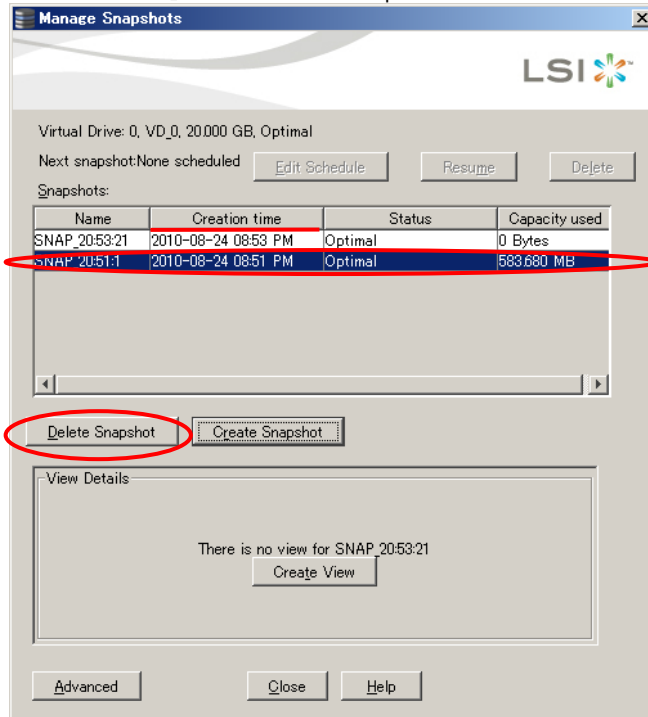 Manage Snapshots
LSI
Virtual Drive: 0, VD_0, 20.000 GB, Optimal
Next snapshot:None scheduled Edit Schedule Resume Delete
Snapshots:
Name Creation time Status Capacity used
SNAP_20:53:21 2010-08-24 08:53 PM Optimal 0 Bytes
SNAP_20:51:1 2010-08-24 08:51 PM Optimal 583.680 MB
Delete Snapshot Create Snapshot
View Details
There is no view for SNAP_20:53:21
Create View
Advanced Close Help